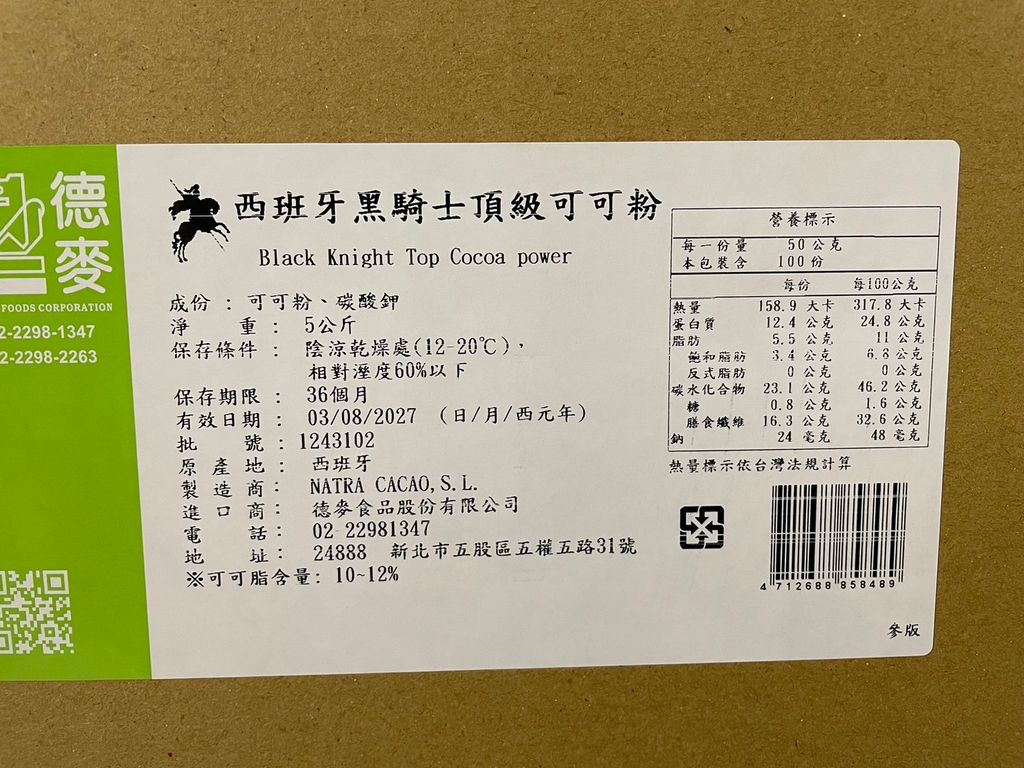 德麥
FOODS CORPORATION
2-2298-1347
2-2298-2263
西班牙黑騎士頂級可可粉
Black Knight Top Cocoa power
成份：可可粉、碳酸鉀
淨重：5公斤
保存條件：陰涼乾燥處(12-20℃)，
相對溼度60%以下
保存期限：36個月
有效日期：03/08/2027 (日/月/西元年)
批號：1243102
原產地：西班牙
製造商：NATRA CACAO, S.L.
進口商：德麥食品股份有限公司
電話：02-22981347
地址：24888 新北市五股區五權五路31號
※可可脂含量：10~12%
營養標示
每一份量 50公克
本包裝含 100份
每份 每100公克
熱量 158.9 大卡 317.8 大卡
蛋白質 12.4 公克 24.8 公克
脂肪 5.5 公克 11 公克
飽和脂肪 3.4 公克 6.8 公克
反式脂肪 0 公克 0 公克
碳水化合物 23.1 公克 46.2 公克
糖 0.8 公克 1.6 公克
膳食纖維 16.3 公克 32.6 公克
鈉 24 毫克 48 毫克
熱量標示依台灣法規計算
4 712688 858489
參版